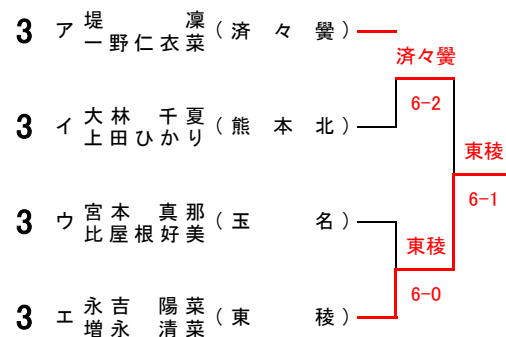 3 ア 堤 凜
一野仁衣菜 (済々黌)
済々黌
6-2
3 イ 大林 千夏
上田ひかり (熊本北)
東稜
6-1
3 ウ 宮本 真那
比屋根好美 (玉名)
東稜
6-0
3 エ 永吉 陽菜
増永 清菜 (東稜)